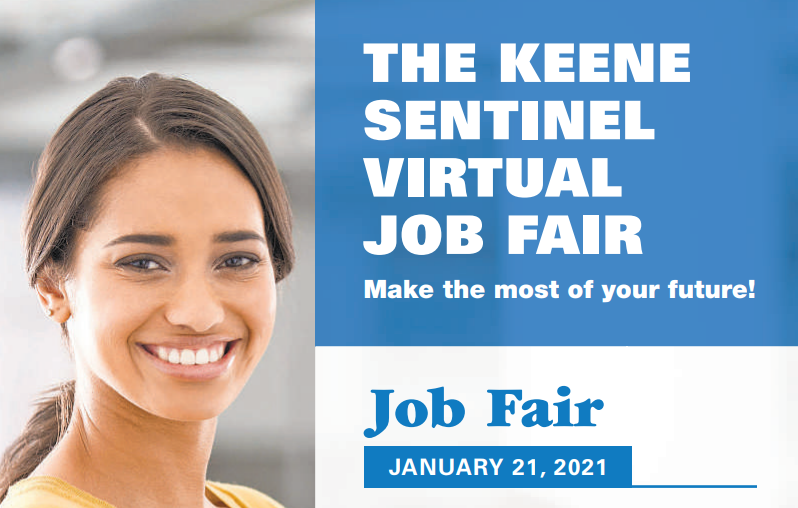 THE KEENE
SENTINEL
VIRTUAL
JOB FAIR
Make the most of your future!
Job Fair
JANUARY 21, 2021